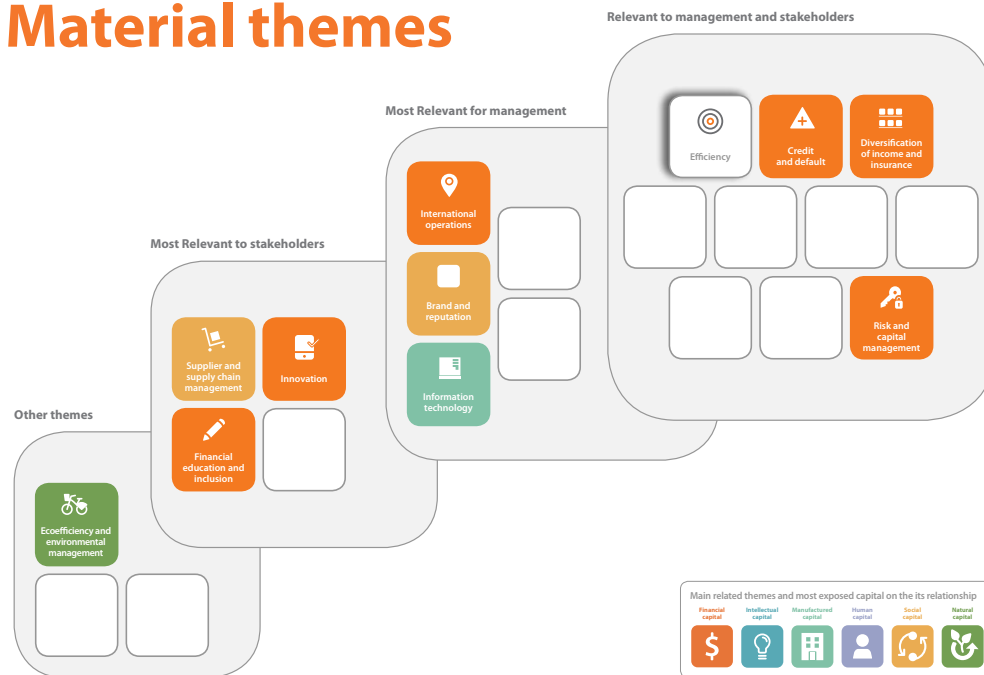 Material themes
Relevant to management and stakeholders
Efficiency
Credit
and default
Diversification
of income and
insurance
Risk and
capital
management
Most Relevant for management
International
operations
Brand and
reputation
Information
technology
Most Relevant to stakeholders
Supplier and
supply chain
management
Innovation
Financial
education and
inclusion
Other themes
Ecoefficiency and
environmental
management
Main related themes and most exposed capital on the its relationship
Financial
capital
Intellectual
capital
Manufactured
capital
Human
capital
Social
capital
Natural
capital
$